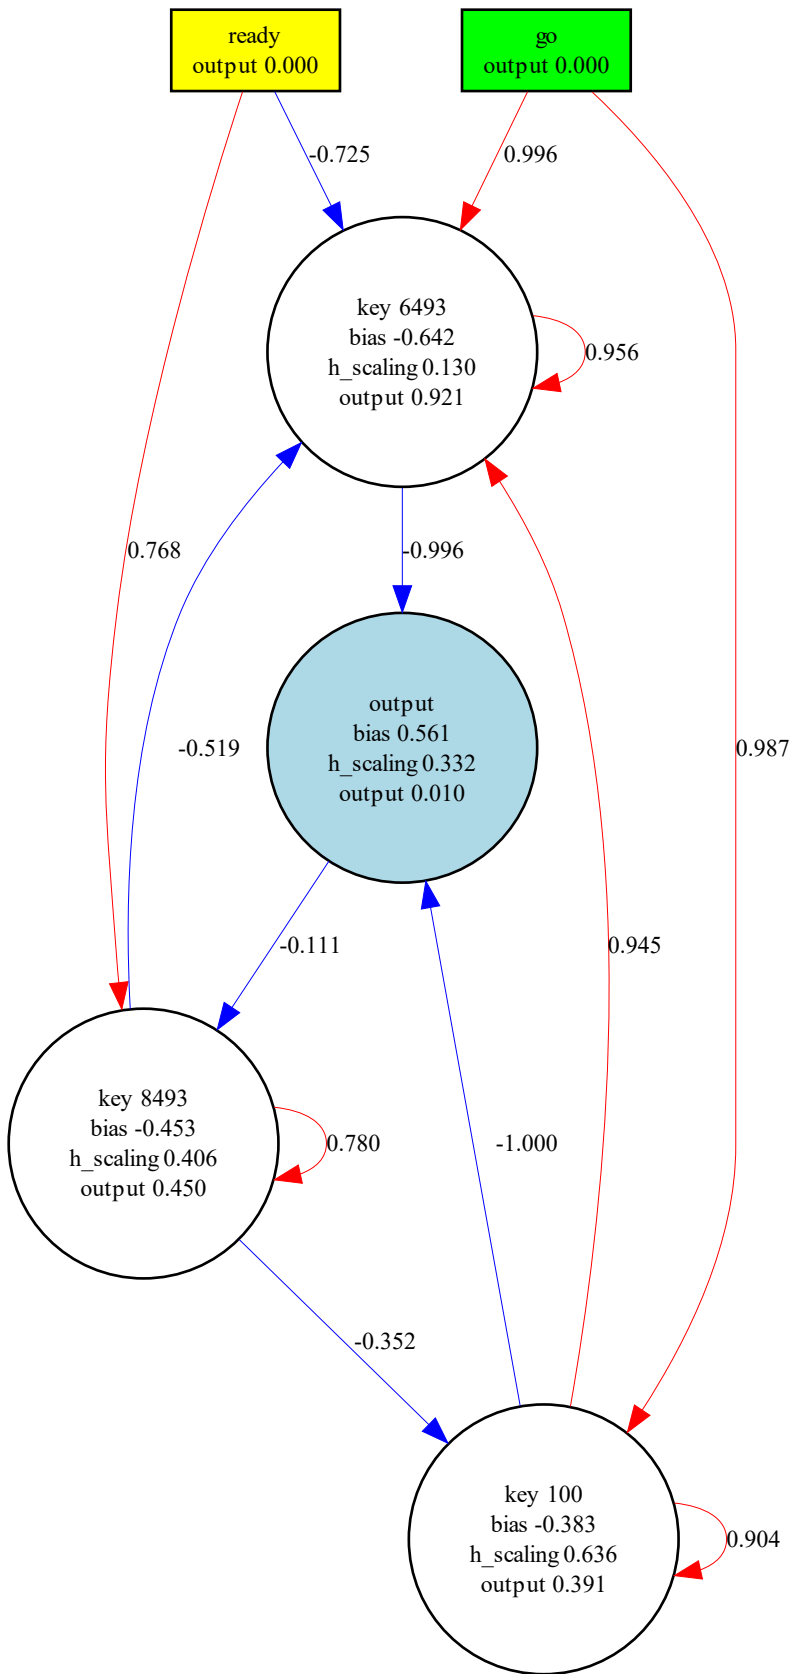 ready
output 0.000
go
output 0.000
-0.725
0.996
key 6493
bias -0.642
h_scaling 0.130
output 0.921
0.956
0.768
-0.996
output
bias 0.561
h_scaling 0.332
output 0.010
-0.519
0.987
-0.111
0.945
key 8493
bias -0.453
h_scaling 0.406
output 0.450
0.780
-1.000
-0.352
key 100
bias -0.383
h_scaling 0.636
output 0.391
0.904